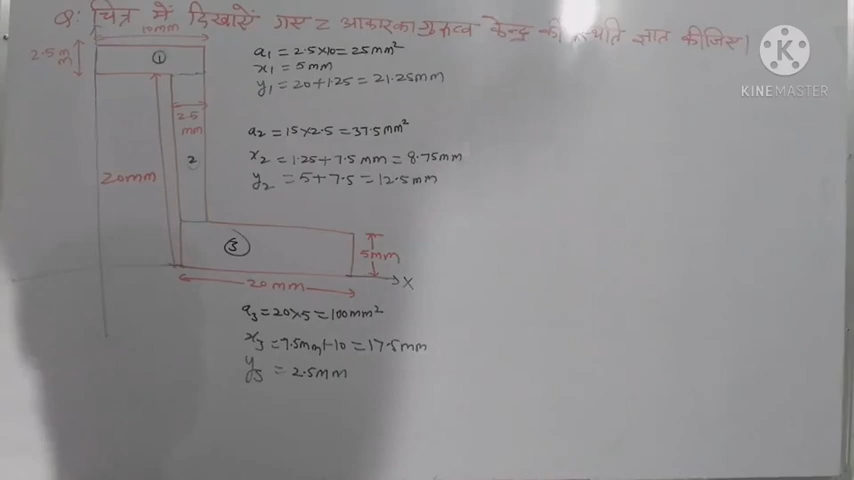 Q: चित्र में दिखायें गए Z आकार का गुरुत्व केन्द्र की स्थिति ज्ञात कीजिए।
10mm
2.5mm
①
a1 = 2.5×10 = 25mm²
x1 = 5mm
y1 = 20+1.25 = 21.25mm
2.5 mm
2
20mm
a2 = 15×2.5 = 37.5mm²
x2 = 1.25+7.5mm = 8.75mm
y2 = 5+7.5 = 12.5mm
③
5mm
20mm
X
a3 = 20×5 = 100mm²
x3 = 7.5mm+10 = 17.5mm
y3 = 2.5mm
K
KINEMASTER